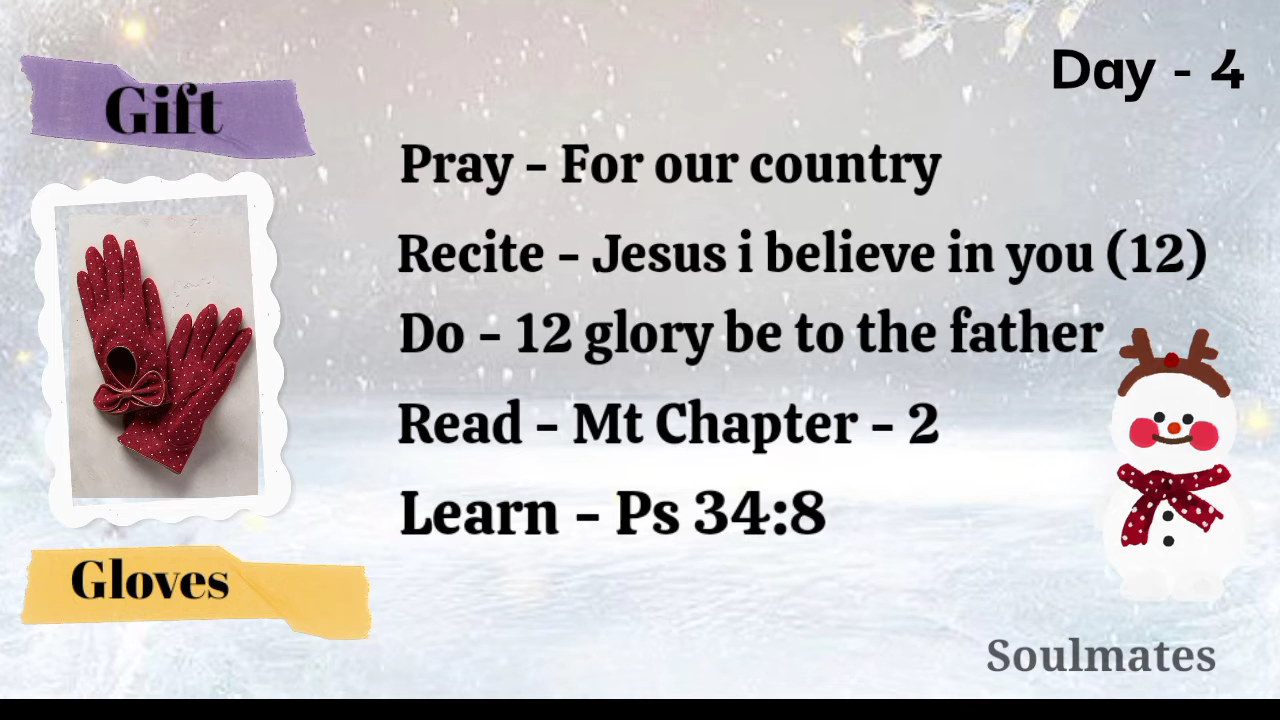 Gift
Day - 4
Pray - For our country
Recite - Jesus i believe in you (12)
Do - 12 glory be to the father
Read - Mt Chapter - 2
Learn - Ps 34:8
Gloves
Soulmates